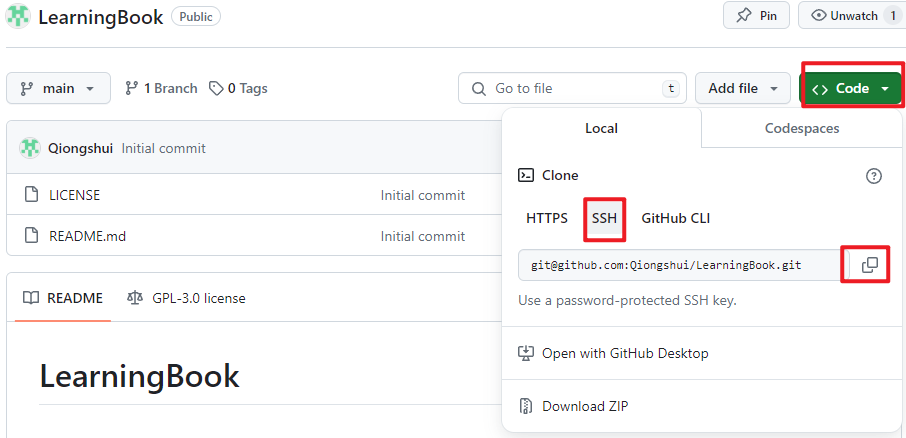 LearningBook Public Pin Unwatch 1
main 1 Branch 0 Tags Go to file t Add file <> Code
Local Codespaces
Qiongshui Initial commit
Clone
LICENSE Initial commit
HTTPS SSH GitHub CLI
README.md Initial commit
git@github.com:Qiongshui/LearningBook.git
README GPL-3.0 license
Use a password-protected SSH key.
Open with GitHub Desktop
LearningBook
Download ZIP